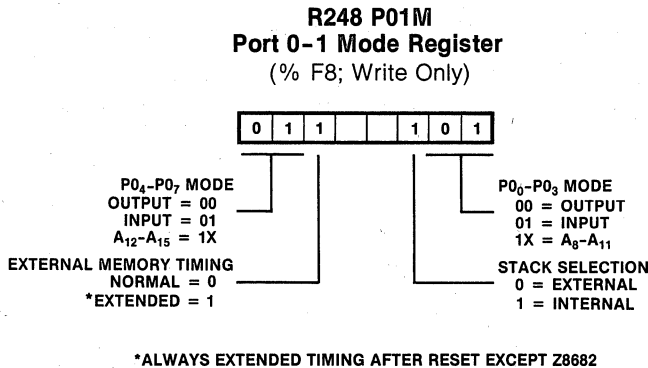 R248 P01M
Port 0-1 Mode Register
(% F8; Write Only)
0 1 1 1 0 1
P0₄-P0₇ MODE
OUTPUT = 00
INPUT = 01
A₁₂-A₁₅ = 1X
EXTERNAL MEMORY TIMING
NORMAL = 0
*EXTENDED = 1
P0₀-P0₃ MODE
00 = OUTPUT
01 = INPUT
1X = A₈-A₁₁
STACK SELECTION
0 = EXTERNAL
1 = INTERNAL
*ALWAYS EXTENDED TIMING AFTER RESET EXCEPT Z8682